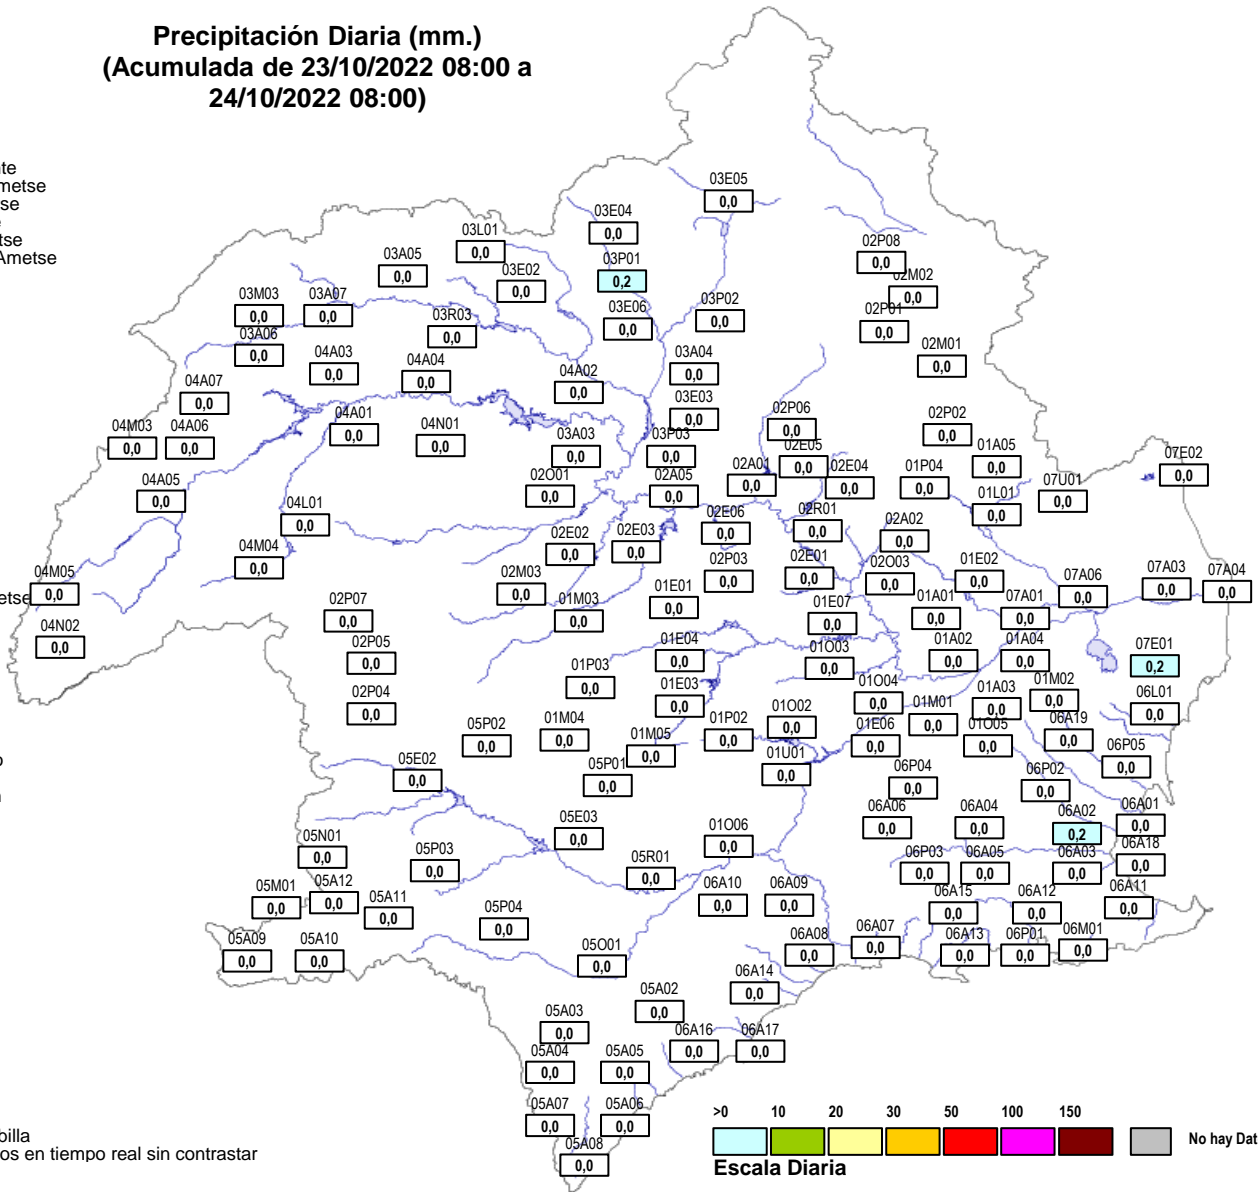 Precipitación Diaria (mm.)
(Acumulada de 23/10/2022 08:00 a
24/10/2022 08:00)
03E05
0,0
03E04
0,0
03L01
0,0
03P01
0,2
02P08
0,0
03A05
0,0
03E02
0,0
02M02
0,0
03M03
0,0
03A07
0,0
03P02
0,0
03E06
0,0
02P01
0,0
03R03
0,0
03A06
0,0
04A03
0,0
04A04
0,0
03A04
0,0
02M01
0,0
04A02
0,0
04A07
0,0
03E03
0,0
04A01
0,0
02P06
0,0
02P02
0,0
04M03
0,0
04A06
0,0
04N01
0,0
03A03
0,0
03P03
0,0
02E05
0,0
01A05
0,0
07E02
0,0
04A05
0,0
02O01
0,0
02A05
0,0
02A01
0,0
02E04
0,0
01P04
0,0
07U01
0,0
01L01
0,0
04L01
0,0
02R01
0,0
02E06
0,0
02A02
0,0
02E02
0,0
02E03
0,0
04M04
0,0
04M05
0,0
02M03
0,0
02P03
0,0
02E01
0,0
02O03
0,0
01E02
0,0
07A06
0,0
07A03
0,0
07A04
0,0
01E01
0,0
02P07
0,0
01M03
0,0
01E07
0,0
01A01
0,0
07A01
0,0
04N02
0,0
02P05
0,0
01E04
0,0
01O03
0,0
01A02
0,0
01A04
0,0
07E01
0,2
01P03
0,0
01E03
0,0
01O04
0,0
01A03
0,0
01M02
0,0
06L01
0,0
02P04
0,0
01M01
0,0
05P02
0,0
01M04
0,0
01M05
0,0
01P02
0,0
01O02
0,0
01E06
0,0
01O05
0,0
06A19
0,0
06P05
0,0
05E02
0,0
05P01
0,0
01U01
0,0
06P04
0,0
06P02
0,0
05E03
0,0
06A06
0,0
06A04
0,0
06A02
0,2
06A01
0,0
05N01
0,0
01O06
0,0
05P03
0,0
05R01
0,0
06P03
0,0
06A05
0,0
06A03
0,0
06A18
0,0
05M01
0,0
05A12
0,0
05A11
0,0
06A10
0,0
06A09
0,0
06A15
0,0
06A12
0,0
06A11
0,0
05P04
0,0
05A09
0,0
05A10
0,0
05O01
0,0
06A08
0,0
06A07
0,0
06A13
0,0
06P01
0,0
06M01
0,0
06A14
0,0
05A02
0,0
05A03
0,0
06A16
0,0
06A17
0,0
05A04
0,0
05A05
0,0
05A07
0,0
05A06
0,0
05A08
0,0
>0 10 20 30 50 100 150
No hay Dat
Escala Diaria
billa
os en tiempo real sin contrastar